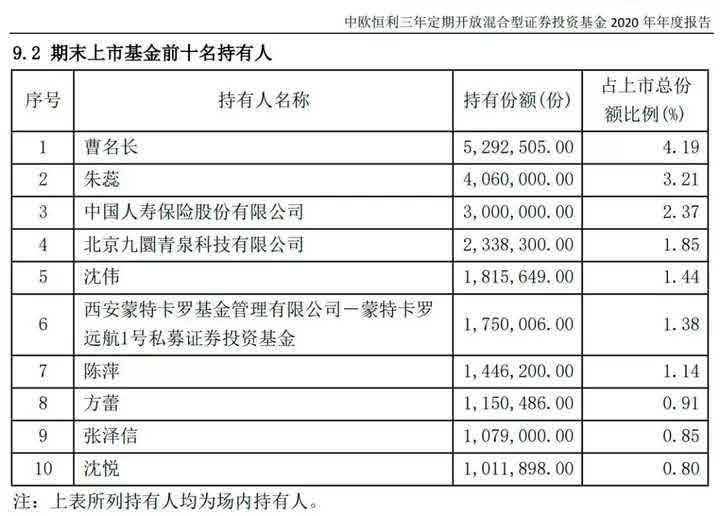 中欧恒利三年定期开放混合型证券投资基金 2020 年年度报告
9.2 期末上市基金前十名持有人
序号 持有人名称 持有份额(份) 占上市总份
额比例(%)
1 曹名长 5,292,505.00 4.19
2 朱蕊 4,060,000.00 3.21
3 中国人寿保险股份有限公司 3,000,000.00 2.37
4 北京九圜青泉科技有限公司 2,338,300.00 1.85
5 沈伟 1,815,649.00 1.44
6 西安蒙特卡罗基金管理有限公司－蒙特卡罗
远航1号私募证券投资基金 1,750,006.00 1.38
7 陈萍 1,446,200.00 1.14
8 方蕾 1,150,486.00 0.91
9 张泽信 1,079,000.00 0.85
10 沈悦 1,011,898.00 0.80
注：上表所列持有人均为场内持有人。